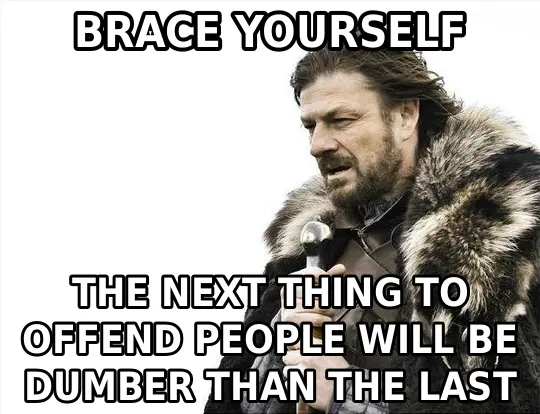 BRACE YOURSELF
THE NEXT THING TO
OFFEND PEOPLE WILL BE
DUMBER THAN THE LAST